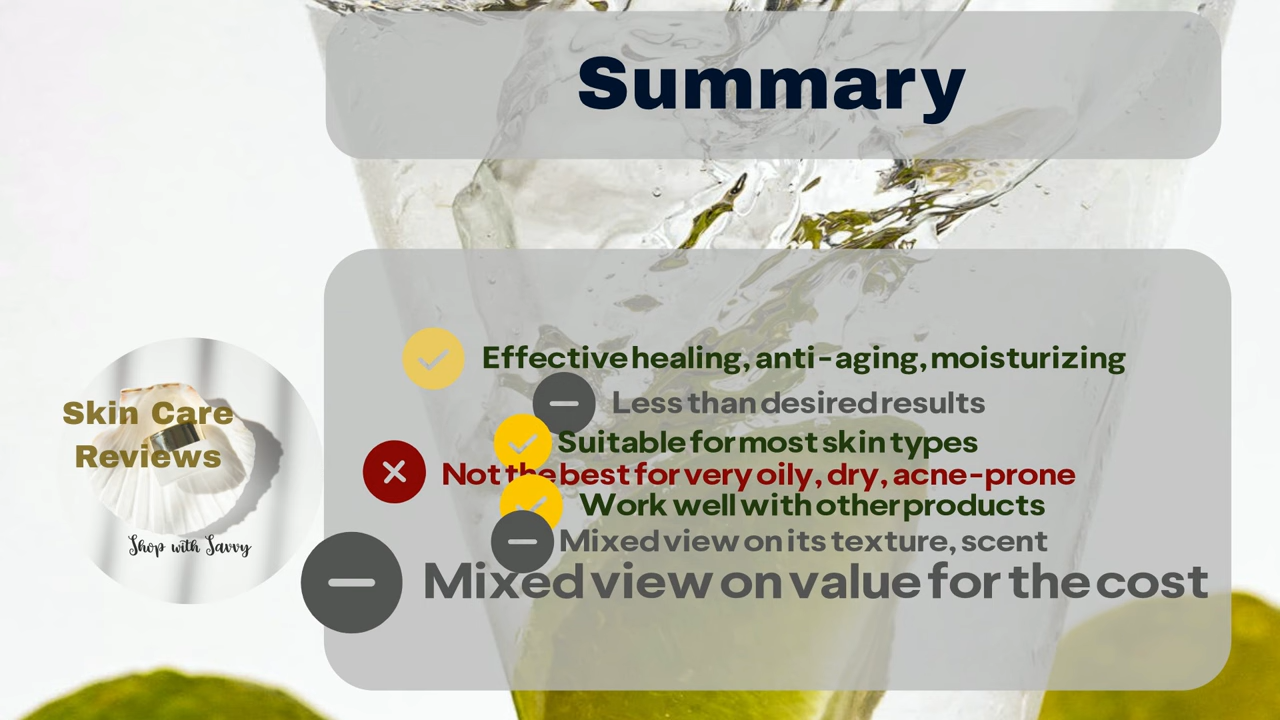 Summary
Effective healing, anti-aging, moisturizing
Less than desired results
Suitable for most skin types
Not the best for very oily, dry, acne-prone
Work well with other products
Mixed view on its texture, scent
Mixed view on value for the cost
Skin Care
Reviews
Shop with Savvy